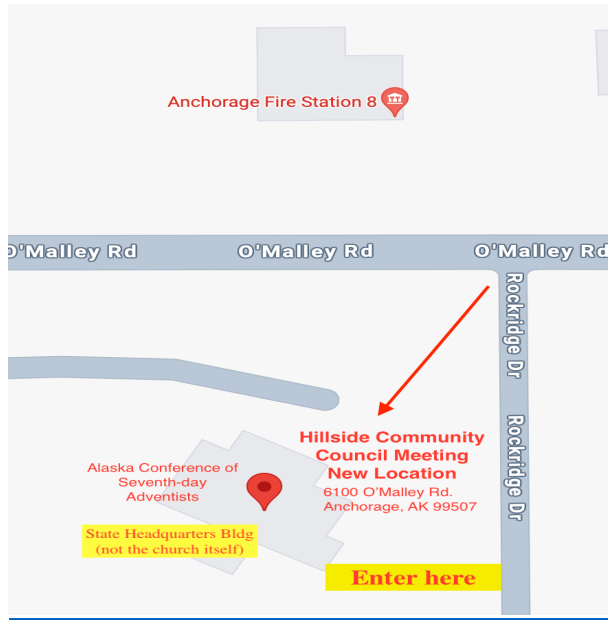 Anchorage Fire Station 8
O'Malley Rd
O'Malley Rd
O'Malley Rd
Rockridge Dr
Rockridge Dr
Hillside Community
Council Meeting
New Location
6100 O'Malley Rd.
Anchorage, AK 99507
Alaska Conference of
Seventh-day
Adventists
State Headquarters Bldg
(not the church itself)
Enter here